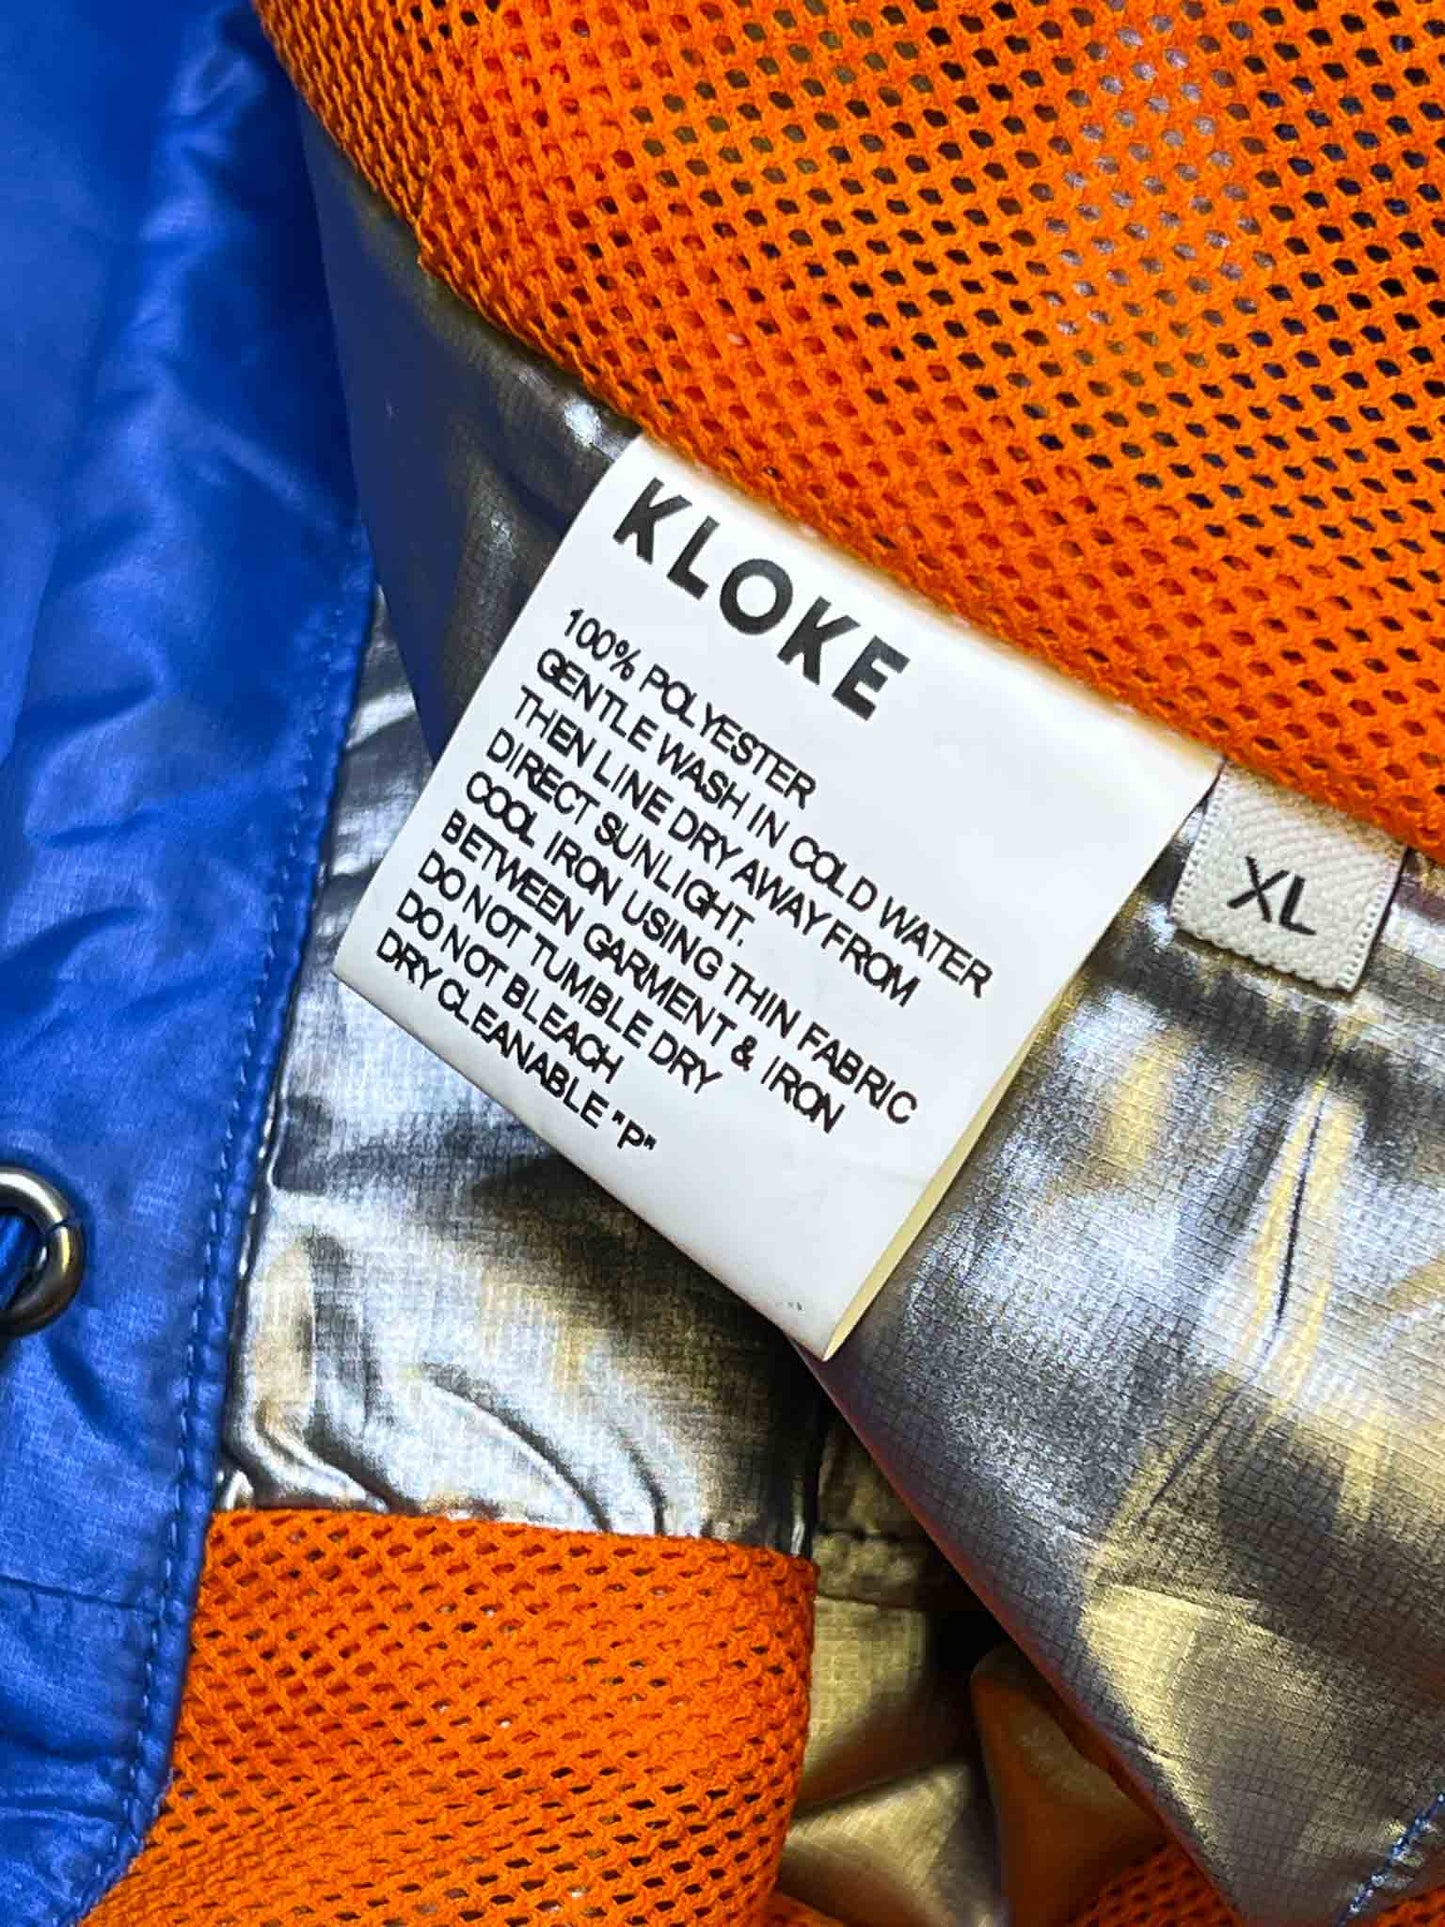 KLOKE
100% POLYESTER
GENTLE WASH IN COLD WATER
THEN LINE DRY AWAY FROM
DIRECT SUNLIGHT.
COOL IRON USING THIN FABRIC
BETWEEN GARMENT & IRON
DO NOT TUMBLE DRY
DO NOT BLEACH
DRY CLEANABLE "P"
XL